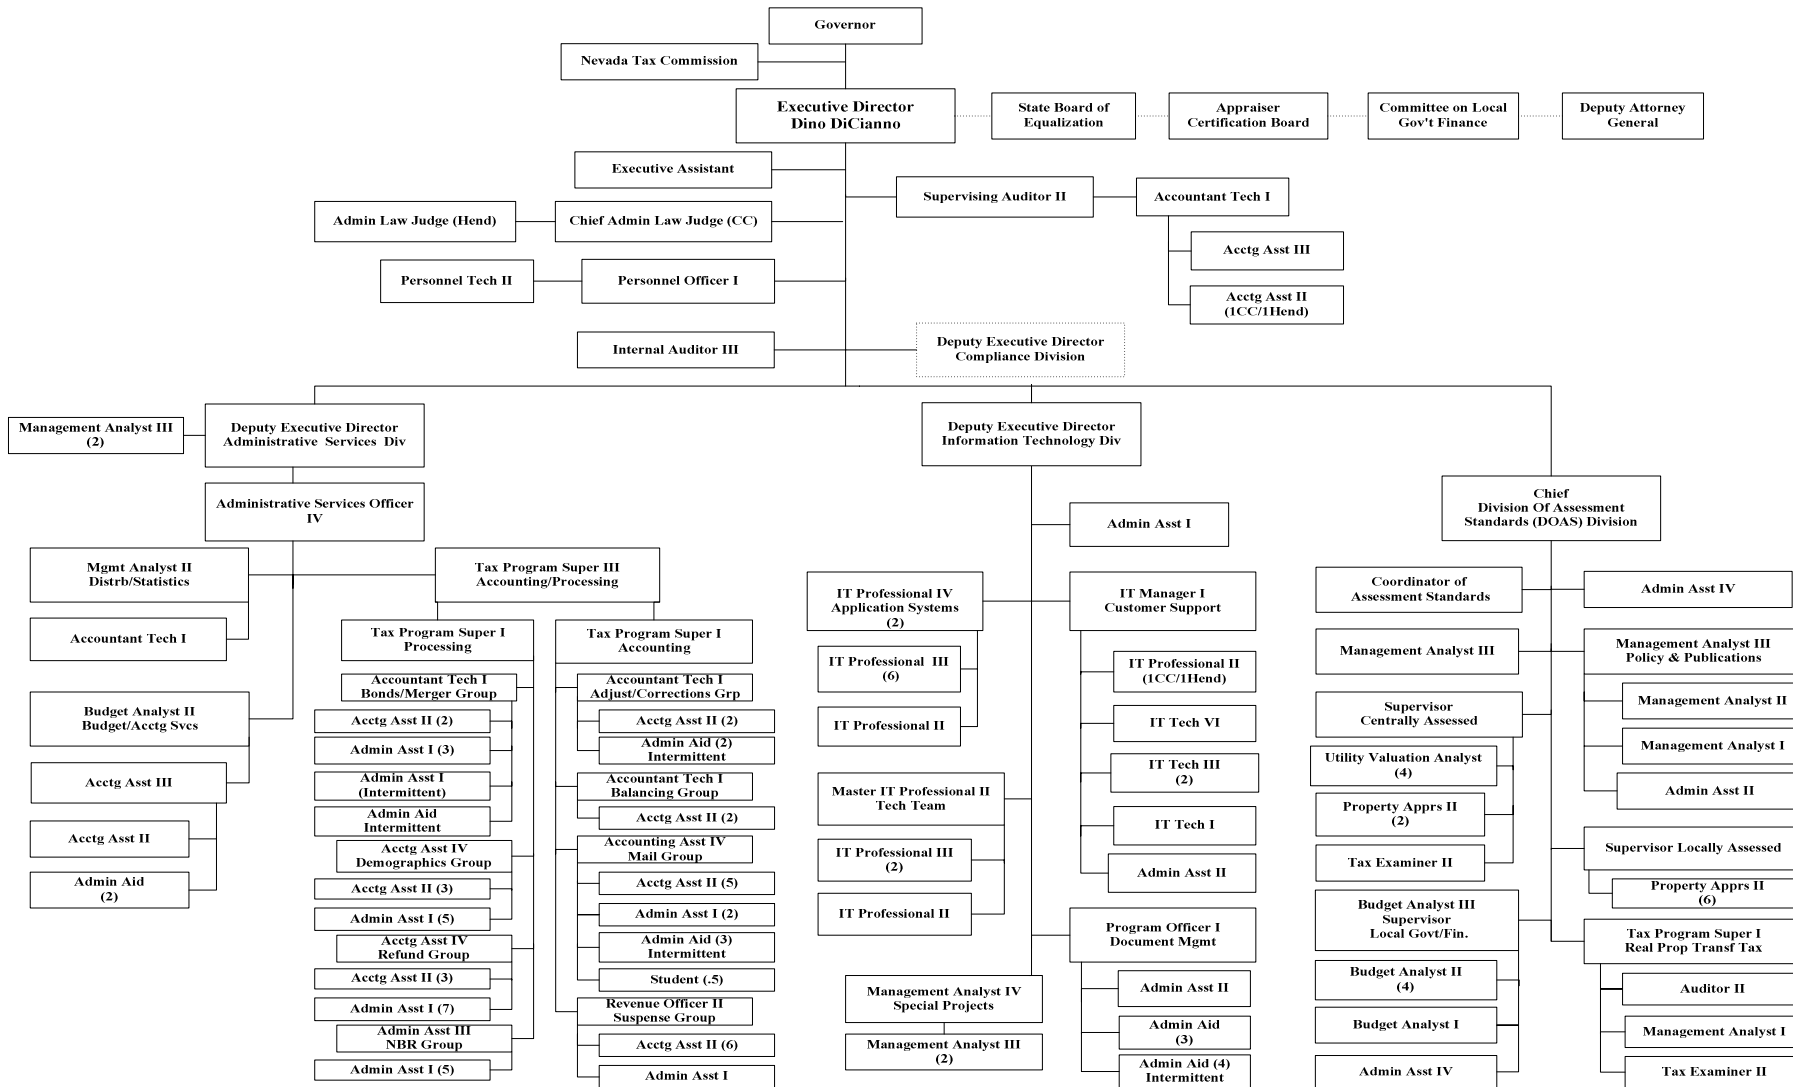 Governor
Nevada Tax Commission
Executive Director
Dino DiCianno
State Board of
Equalization
Appraiser
Certification Board
Committee on Local
Gov't Finance
Deputy Attorney
General
Executive Assistant
Supervising Auditor II
Accountant Tech I
Admin Law Judge (Hend)
Chief Admin Law Judge (CC)
Acctg Asst III
Personnel Tech II
Personnel Officer I
Acctg Asst II
(1CC/1Hend)
Internal Auditor III
Deputy Executive Director
Compliance Division
Management Analyst III
(2)
Deputy Executive Director
Administrative Services Div
Administrative Services Officer
IV
Mgmt Analyst II
Distrb/Statistics
Accountant Tech I
Budget Analyst II
Budget/Acctg Svcs
Acctg Asst III
Acctg Asst II
Admin Aid
(2)
Tax Program Super III
Accounting/Processing
Tax Program Super I
Processing
Accountant Tech I
Bonds/Merger Group
Acctg Asst II (2)
Admin Asst I (3)
Admin Asst I
(Intermittent)
Admin Aid
Intermittent
Acctg Asst IV
Demographics Group
Acctg Asst II (3)
Admin Asst I (5)
Acctg Asst IV
Refund Group
Acctg Asst II (3)
Admin Asst I (7)
Admin Asst III
NBR Group
Admin Asst I (5)
Tax Program Super I
Accounting
Accountant Tech I
Adjust/Corrections Grp
Acctg Asst II (2)
Admin Aid (2)
Intermittent
Accountant Tech I
Balancing Group
Acctg Asst II (2)
Accounting Asst IV
Mail Group
Acctg Asst II (5)
Admin Asst I (2)
Admin Aid (3)
Intermittent
Student (.5)
Revenue Officer II
Suspense Group
Acctg Asst II (6)
Admin Asst I
Deputy Executive Director
Information Technology Div
Admin Asst I
IT Professional IV
Application Systems
(2)
IT Professional III
(6)
IT Professional II
Master IT Professional II
Tech Team
IT Professional III
(2)
IT Professional II
Management Analyst IV
Special Projects
Management Analyst III
(2)
IT Manager I
Customer Support
IT Professional II
(1CC/1Hend)
IT Tech VI
IT Tech III
(2)
IT Tech I
Admin Asst II
Program Officer I
Document Mgmt
Admin Asst II
Admin Aid
(3)
Admin Aid (4)
Intermittent
Chief
Division Of Assessment
Standards (DOAS) Division
Coordinator of
Assessment Standards
Management Analyst III
Supervisor
Centrally Assessed
Utility Valuation Analyst
(4)
Property Apprs II
(2)
Tax Examiner II
Budget Analyst III
Supervisor
Local Govt/Fin.
Budget Analyst II
(4)
Budget Analyst I
Admin Asst IV
Admin Asst IV
Management Analyst III
Policy & Publications
Management Analyst II
Management Analyst I
Admin Asst II
Supervisor Locally Assessed
Property Apprs II
(6)
Tax Program Super I
Real Prop Transf Tax
Auditor II
Management Analyst I
Tax Examiner II